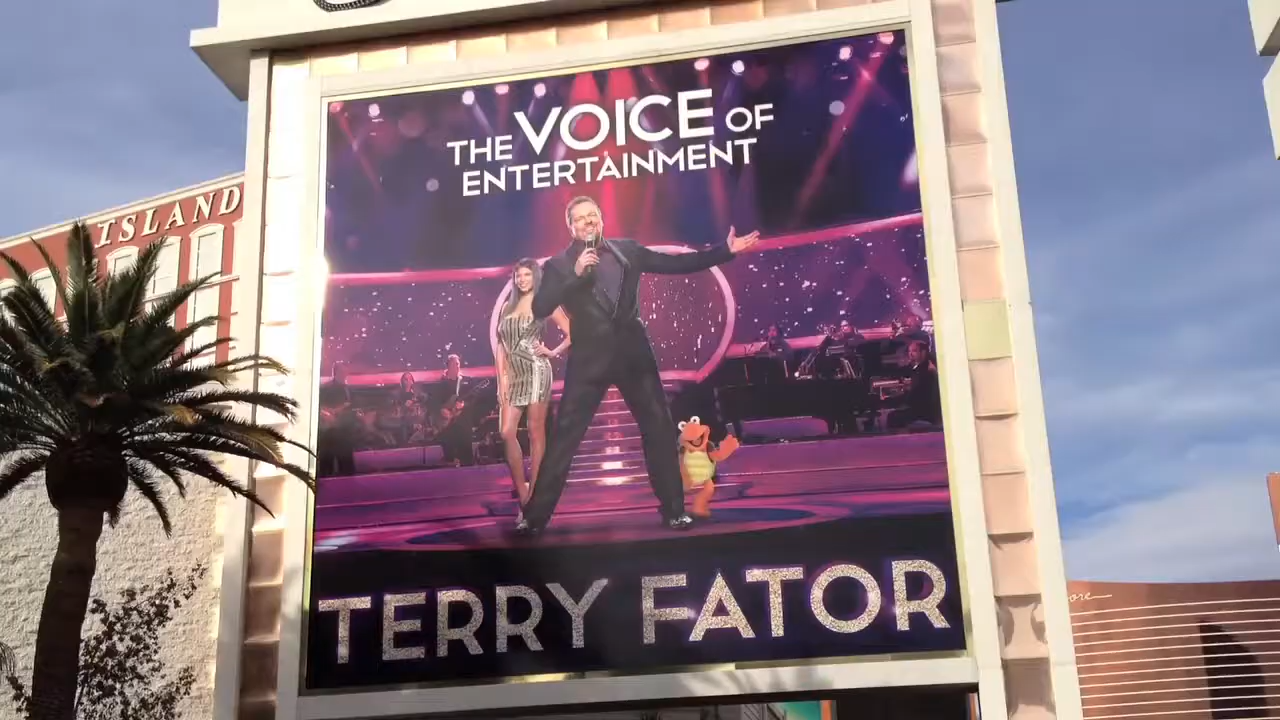 THE VOICE OF
ENTERTAINMENT
ISLAND
TERRY FATOR